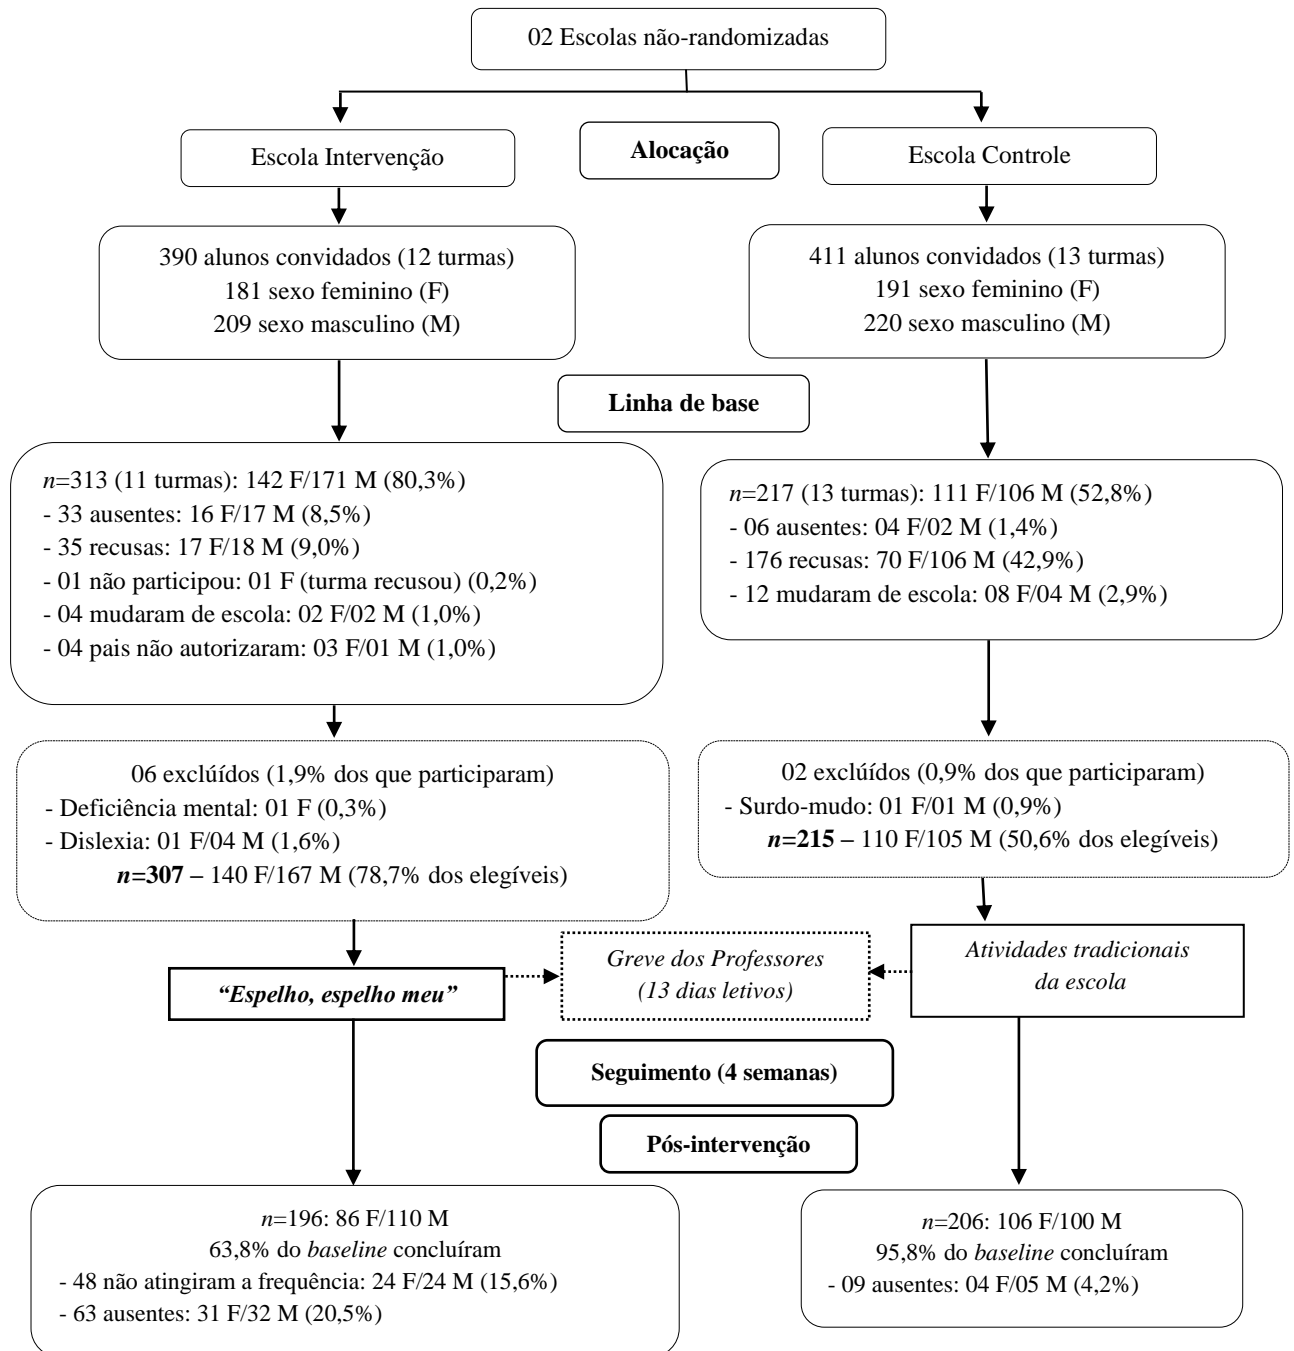 02 Escolas não-randomizadas
Escola Intervenção
Alocação
Escola Controle
390 alunos convidados (12 turmas)
181 sexo feminino (F)
209 sexo masculino (M)
411 alunos convidados (13 turmas)
191 sexo feminino (F)
220 sexo masculino (M)
Linha de base
n=313 (11 turmas): 142 F/171 M (80,3%)
- 33 ausentes: 16 F/17 M (8,5%)
- 35 recusas: 17 F/18 M (9,0%)
- 01 não participou: 01 F (turma recusou) (0,2%)
- 04 mudaram de escola: 02 F/02 M (1,0%)
- 04 pais não autorizaram: 03 F/01 M (1,0%)
n=217 (13 turmas): 111 F/106 M (52,8%)
- 06 ausentes: 04 F/02 M (1,4%)
- 176 recusas: 70 F/106 M (42,9%)
- 12 mudaram de escola: 08 F/04 M (2,9%)
06 exclúídos (1,9% dos que participaram)
- Deficiência mental: 01 F (0,3%)
- Dislexia: 01 F/04 M (1,6%)
n=307 – 140 F/167 M (78,7% dos elegíveis)
02 exclúídos (0,9% dos que participaram)
- Surdo-mudo: 01 F/01 M (0,9%)
n=215 – 110 F/105 M (50,6% dos elegíveis)
“Espelho, espelho meu”
Greve dos Professores
(13 dias letivos)
Atividades tradicionais
da escola
Seguimento (4 semanas)
Pós-intervenção
n=196: 86 F/110 M
63,8% do baseline concluíram
- 48 não atingiram a frequência: 24 F/24 M (15,6%)
- 63 ausentes: 31 F/32 M (20,5%)
n=206: 106 F/100 M
95,8% do baseline concluíram
- 09 ausentes: 04 F/05 M (4,2%)